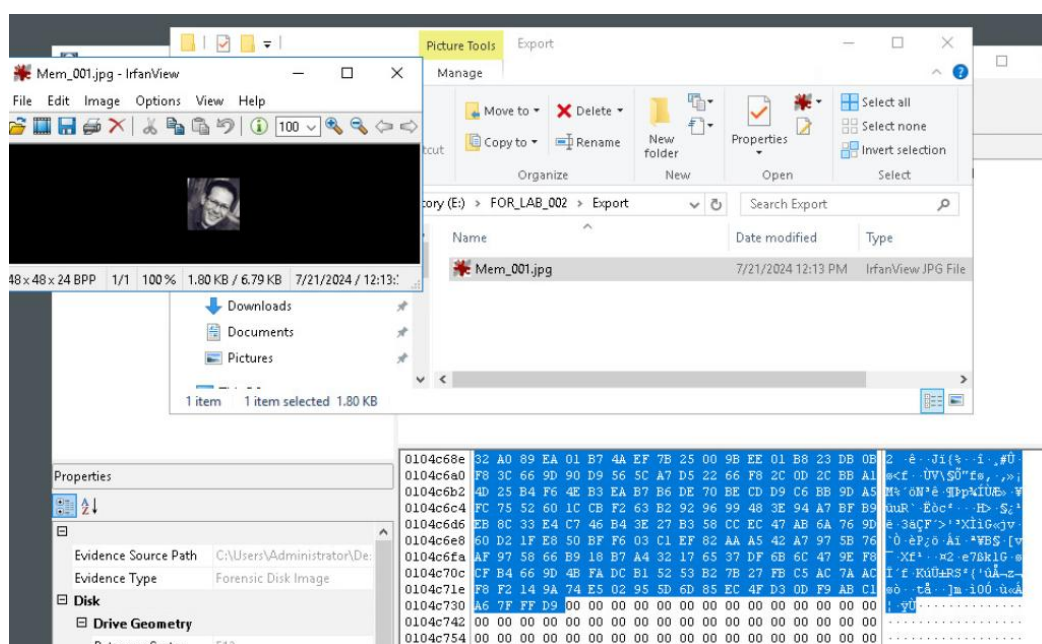 Picture Tools Export
Mem_001.jpg - IrfanView
Manage
File Edit Image Options View Help
100
Move to Delete
Copy to Rename
New folder
Properties
Select all
Select none
Invert selection
Organize New Open Select
(E:) > FOR_LAB_002 > Export
Search Export
Name Date modified Type
Mem_001.jpg 7/21/2024 12:13 PM IrfanView JPG File
48 x 48 x 24 BPP 1/1 100 % 1.80 KB / 6.79 KB 7/21/2024 / 12:13:
Downloads
Documents
Pictures
1 item 1 item selected 1.80 KB
Properties
Evidence Source Path C:\Users\Administrator\De:
Evidence Type Forensic Disk Image
Disk
Drive Geometry
0104c68e 32 A0 89 EA 01 B7 4A EF 7B 25 00 9B EE 01 B8 23 DB 0B
0104c6a0 F8 3C 66 9D 90 D9 56 5C A7 D5 22 66 F8 2C 0D 2C BB A1
0104c6b2 4D 25 B4 F6 4E B3 EA B7 B6 DE 70 BE CD D9 C6 BB 9D A5
0104c6c4 FC 75 52 60 1C CB F2 63 B2 92 96 99 48 3E 94 A7 BF B9
0104c6d6 EB 8C 33 E4 C7 46 B4 3E 27 B3 58 CC EC 47 AB 6A 76 9D
0104c6e8 60 D2 1F E8 50 BF F6 03 C1 EF 82 AA A5 42 A7 97 5B 76
0104c6fa AF 97 58 66 B9 18 B7 A4 32 17 65 37 DF 6B 6C 47 9E F8
0104c70c CF B4 66 9D 4B FA DC B1 52 53 B2 7B 27 FB C5 AC 7A AC
0104c71e F8 F2 14 9A 74 E5 02 95 5D 6D 85 EC 4F D3 0D F9 AB C1
0104c730 A6 7F FF D9 00 00 00 00 00 00 00 00 00 00 00 00 00 00
0104c742 00 00 00 00 00 00 00 00 00 00 00 00 00 00 00 00 00 00
0104c754 00 00 00 00 00 00 00 00 00 00 00 00 00 00 00 00 00 00